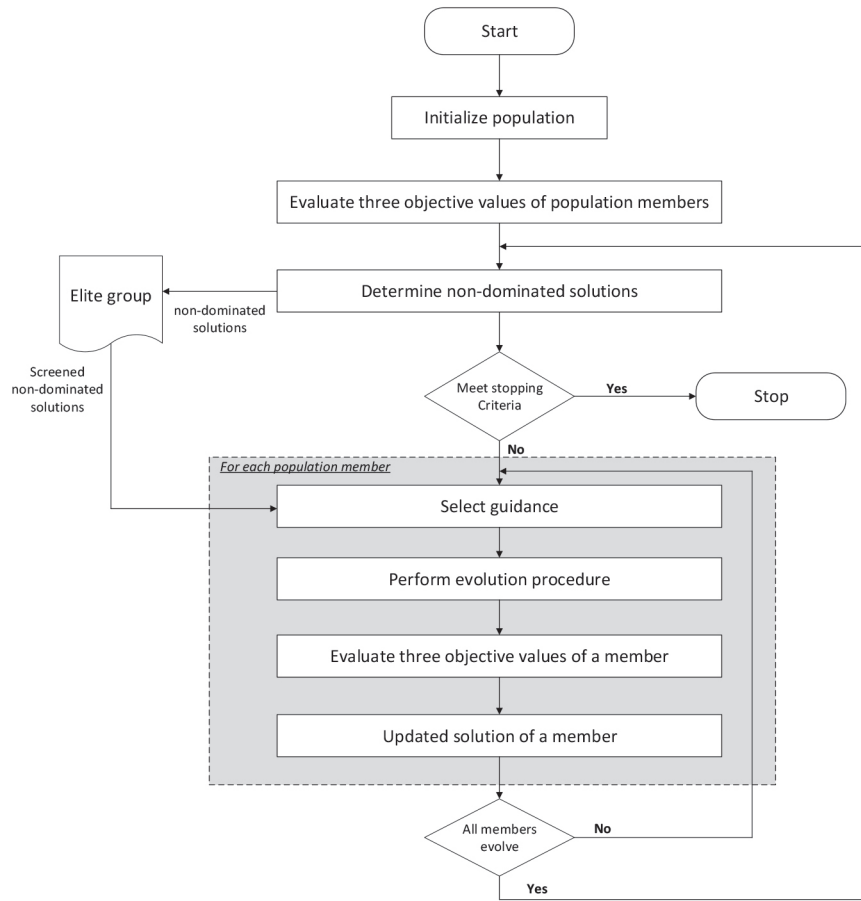 Start
Initialize population
Evaluate three objective values of population members
Elite group
non-dominated
solutions
Determine non-dominated solutions
Screened
non-dominated
solutions
Meet stopping
Criteria
Yes
Stop
No
For each population member
Select guidance
Perform evolution procedure
Evaluate three objective values of a member
Updated solution of a member
All members
evolve
No
Yes